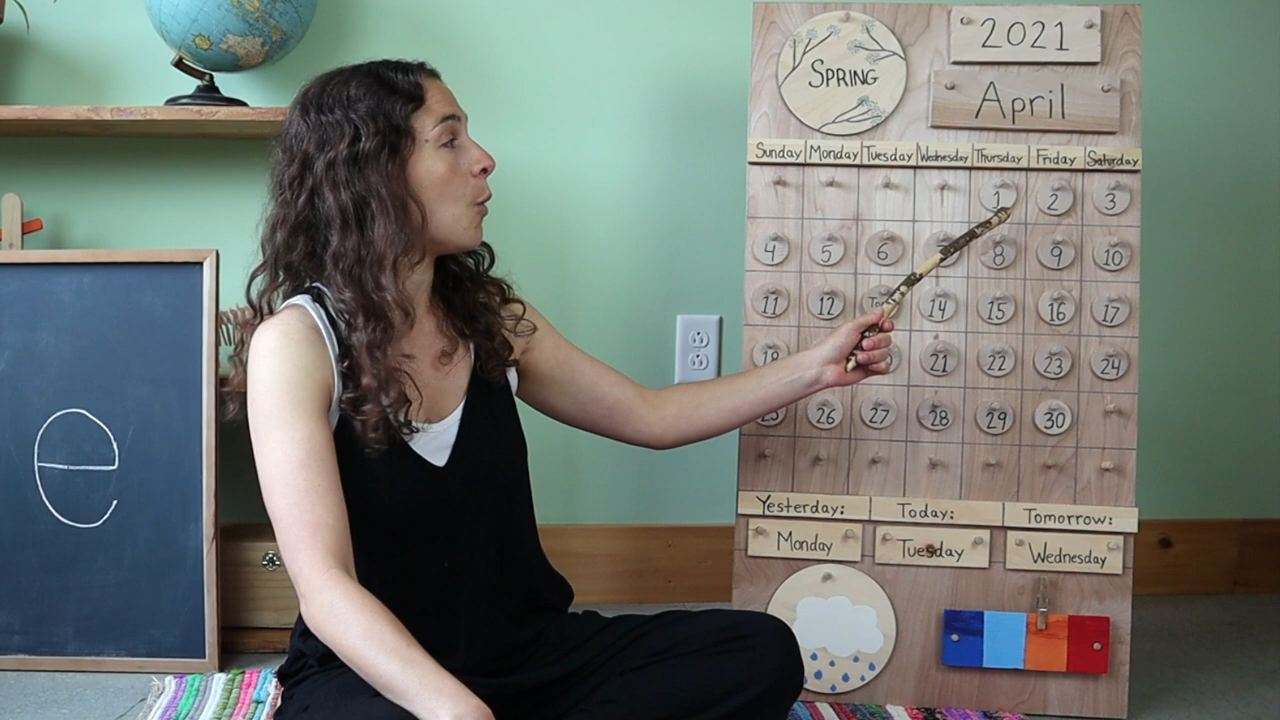 2021
SPRING
April
Sunday Monday Tuesday Wednesday Thursday Friday Saturday
1 2 3
4 5 6 8 9 10
11 12 14 15 16 17
18 21 22 23 24
25 26 27 28 29 30
Yesterday: Today: Tomorrow:
Monday Tuesday Wednesday
e